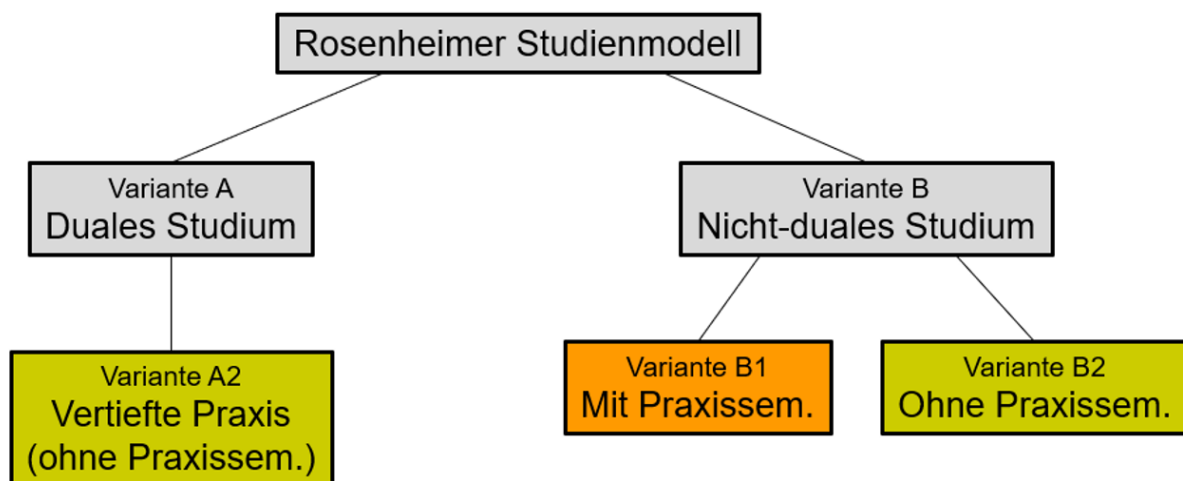 Rosenheimer Studienmodell
Variante A
Duales Studium
Variante B
Nicht-duales Studium
Variante A2
Vertiefte Praxis
(ohne Praxissem.)
Variante B1
Mit Praxissem.
Variante B2
Ohne Praxissem.